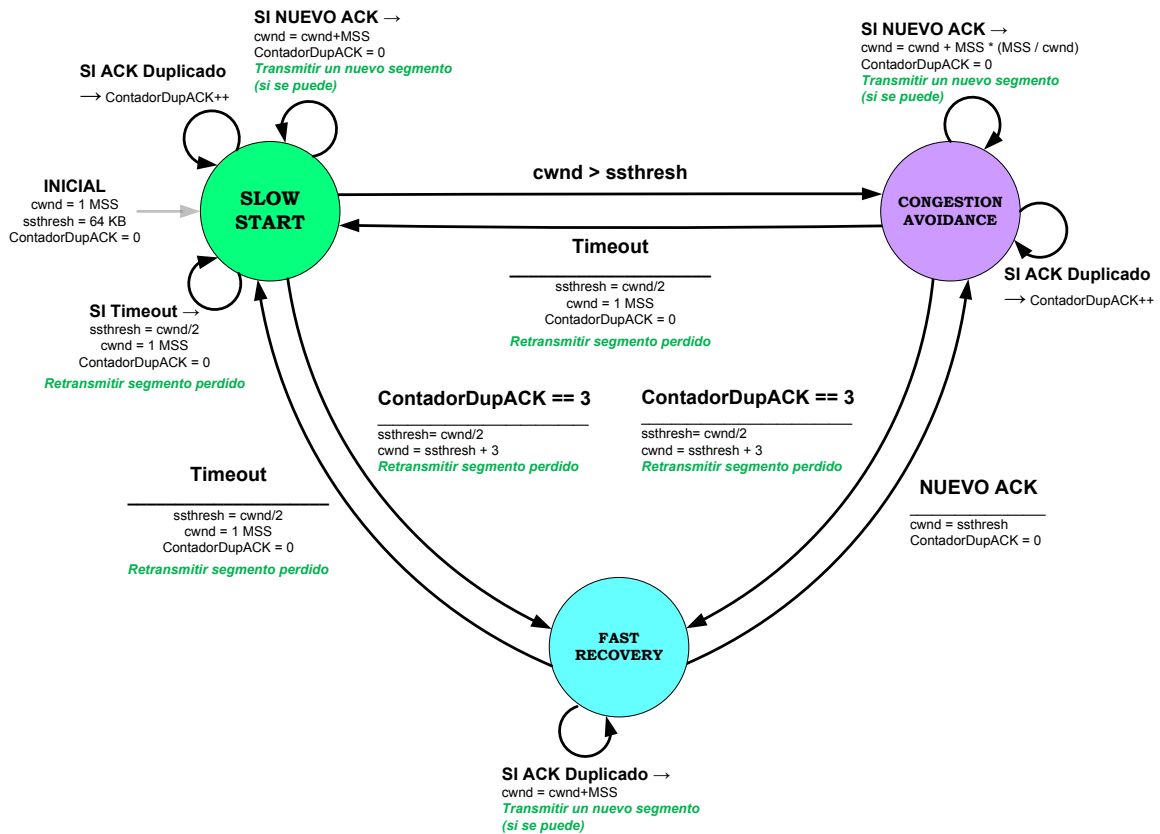 SI NUEVO ACK →
cwnd = cwnd+MSS
ContadorDupACK = 0
Transmitir un nuevo segmento
(si se puede)
SI NUEVO ACK →
cwnd = cwnd + MSS * (MSS / cwnd)
ContadorDupACK = 0
Transmitir un nuevo segmento
(si se puede)
SI ACK Duplicado
→ ContadorDupACK++
INICIAL
cwnd = 1 MSS
ssthresh = 64 KB
ContadorDupACK = 0
SLOW
START
cwnd > ssthresh
CONGESTION
AVOIDANCE
Timeout
ssthresh = cwnd/2
cwnd = 1 MSS
ContadorDupACK = 0
Retransmitir segmento perdido
SI ACK Duplicado
→ ContadorDupACK++
SI Timeout →
ssthresh = cwnd/2
cwnd = 1 MSS
ContadorDupACK = 0
Retransmitir segmento perdido
ContadorDupACK == 3
ssthresh= cwnd/2
cwnd = ssthresh + 3
Retransmitir segmento perdido
ContadorDupACK == 3
ssthresh= cwnd/2
cwnd = ssthresh + 3
Retransmitir segmento perdido
Timeout
ssthresh = cwnd/2
cwnd = 1 MSS
ContadorDupACK = 0
Retransmitir segmento perdido
NUEVO ACK
cwnd = ssthresh
ContadorDupACK = 0
FAST
RECOVERY
SI ACK Duplicado →
cwnd = cwnd+MSS
Transmitir un nuevo segmento
(si se puede)